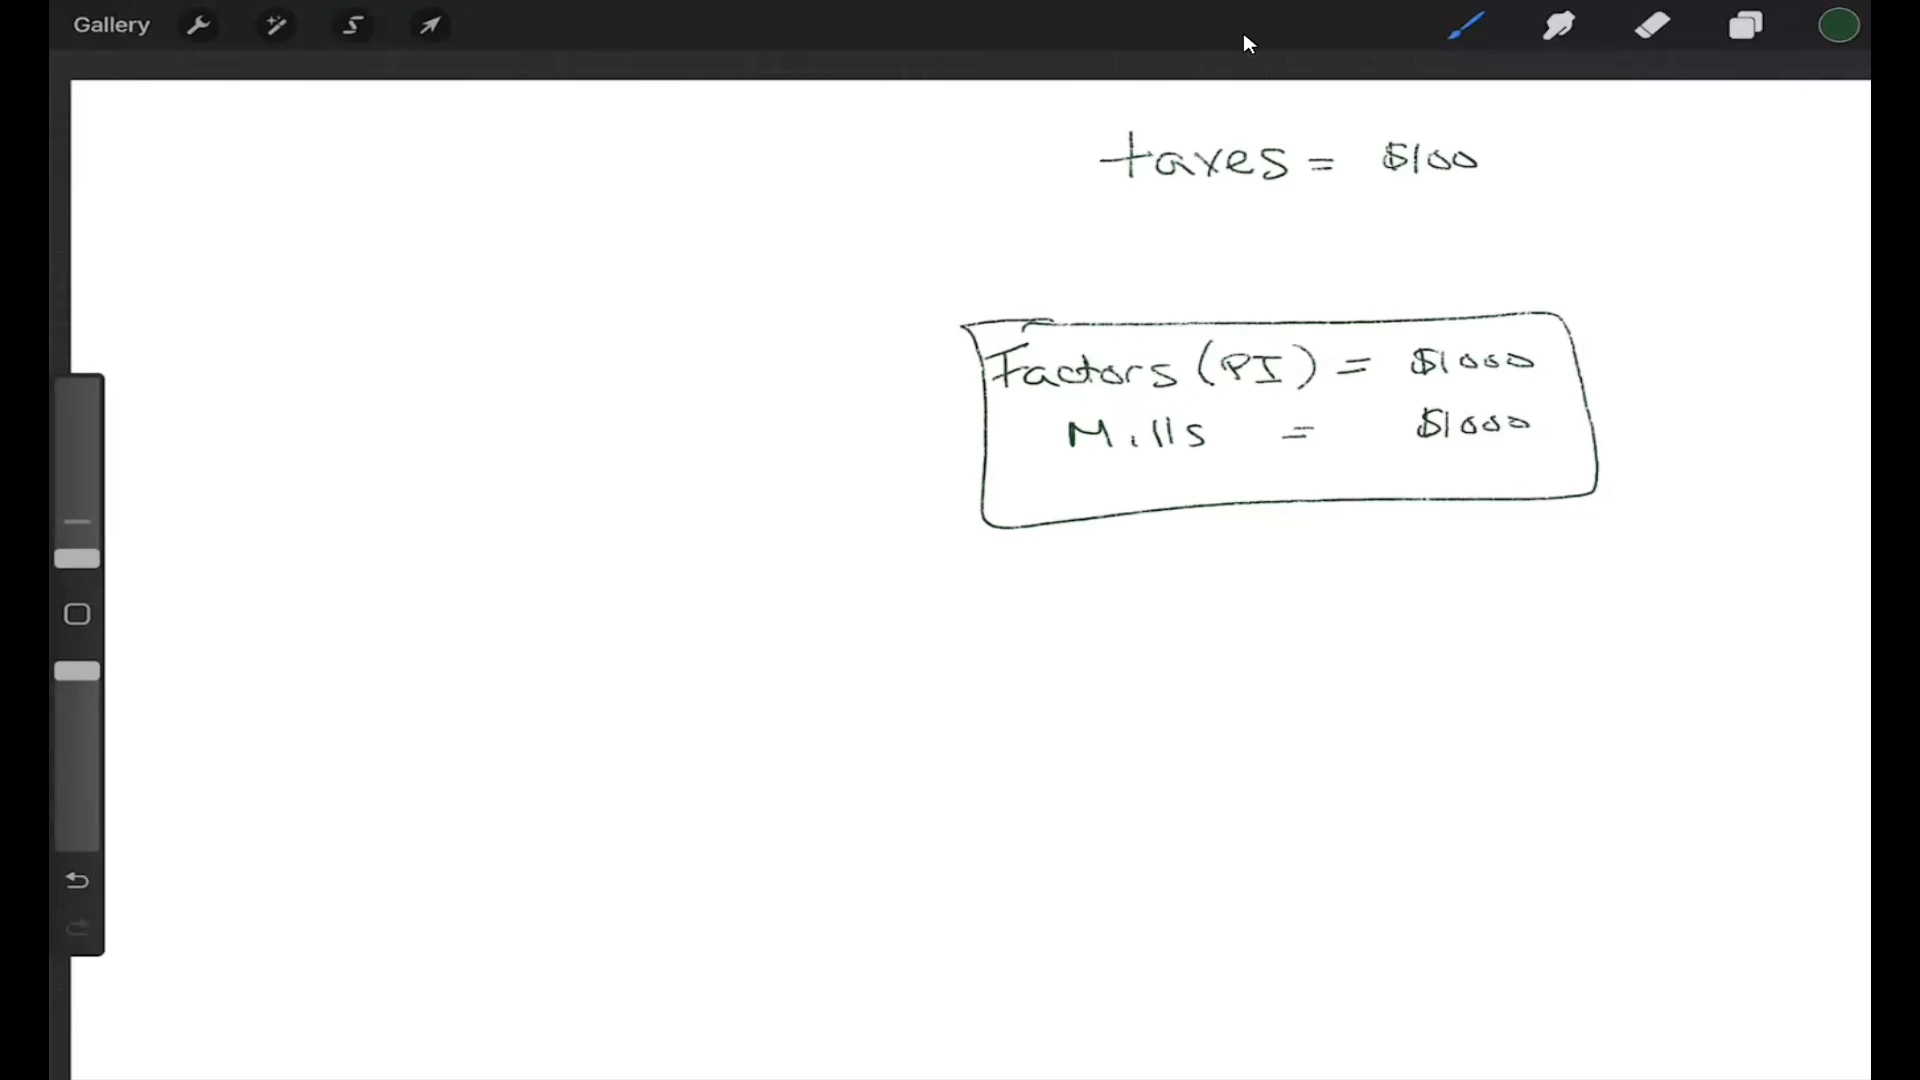 Gallery
taxes = $100
Factors (PI) = $1000
Mills = $1000